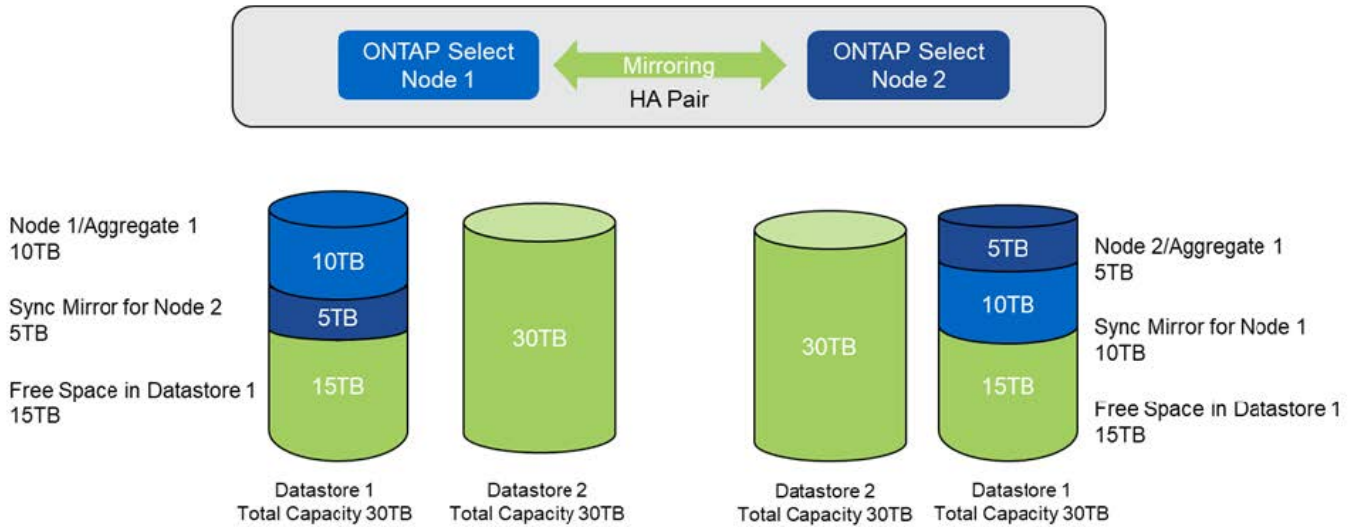 ONTAP Select
Node 1
Mirroring
HA Pair
ONTAP Select
Node 2
Node 1/Aggregate 1
10TB
Sync Mirror for Node 2
5TB
Free Space in Datastore 1
15TB
10TB
5TB
15TB
Datastore 1
Total Capacity 30TB
30TB
Datastore 2
Total Capacity 30TB
30TB
Datastore 2
Total Capacity 30TB
5TB
10TB
15TB
Datastore 1
Total Capacity 30TB
Node 2/Aggregate 1
5TB
Sync Mirror for Node 1
10TB
Free Space in Datastore 1
15TB